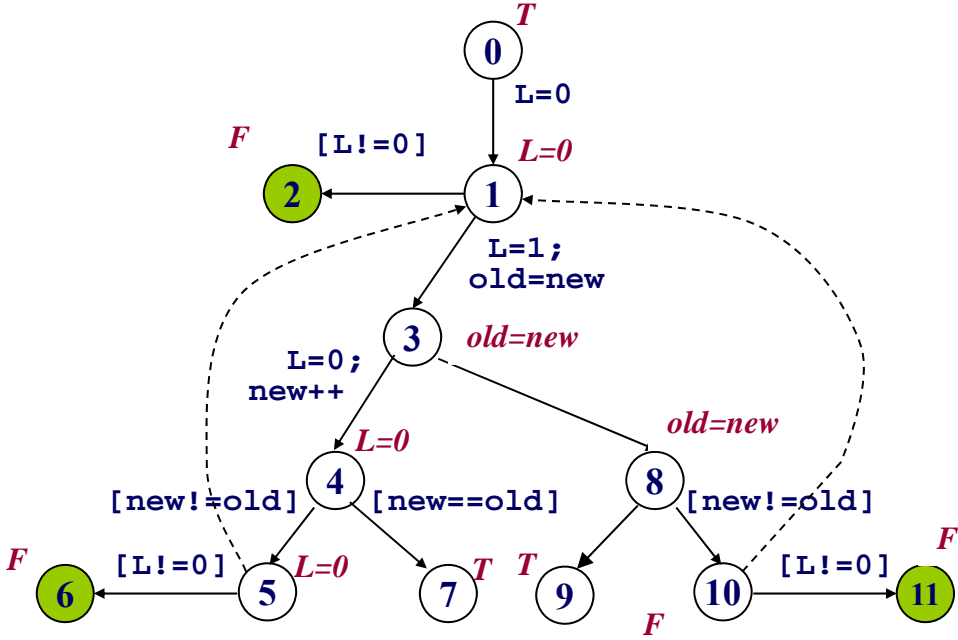 T
0
L=0
F
[L!=0]
L=0
2
1
L=1;
old=new
3
old=new
L=0;
new++
old=new
L=0
4
8
[new!=old]
[new==old]
[new!=old]
F
[L!=0]
L=0
T
T
[L!=0]
F
6
5
7
9
10
11
F